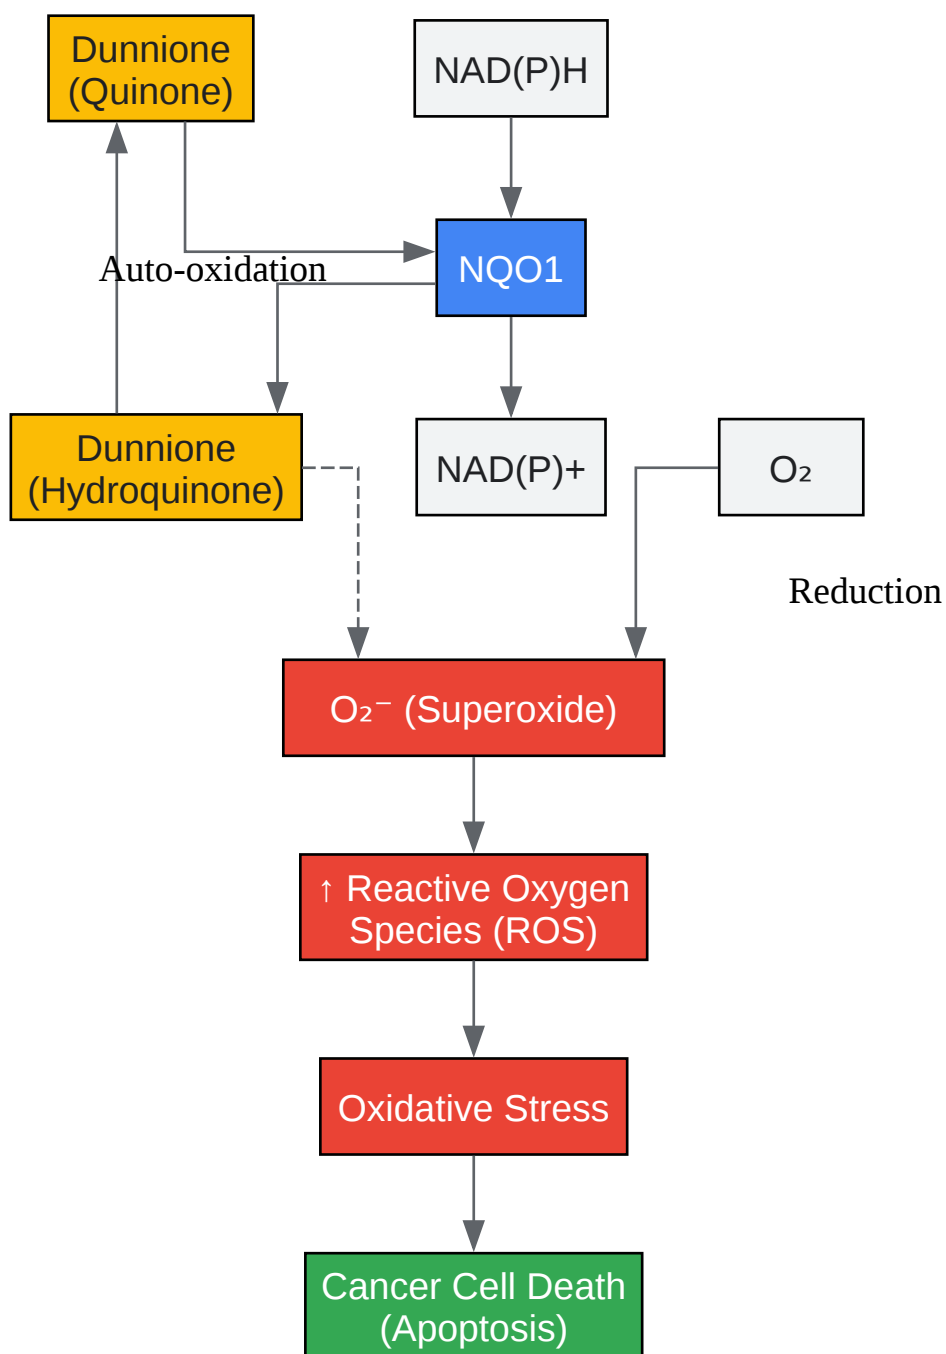 Dunnione
(Quinone)
NAD(P)H
NQO1
Auto-oxidation
Dunnione
(Hydroquinone)
NAD(P)+
O₂
Reduction
O₂⁻ (Superoxide)
↑ Reactive Oxygen
Species (ROS)
Oxidative Stress
Cancer Cell Death
(Apoptosis)